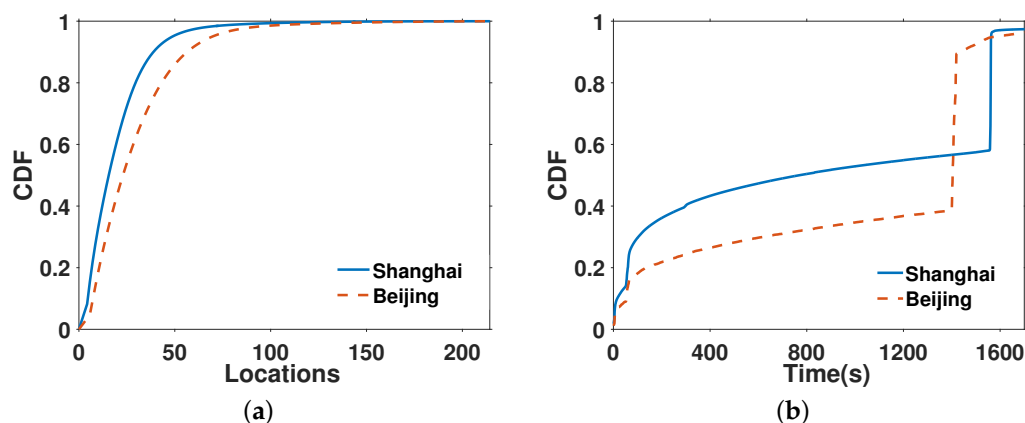 1
0.8
0.6
0.4
0.2
0
CDF
0 50 100 150 200
Locations
Shanghai
Beijing
(a)
1
0.8
0.6
0.4
0.2
0
CDF
0 400 800 1200 1600
Time(s)
Shanghai
Beijing
(b)